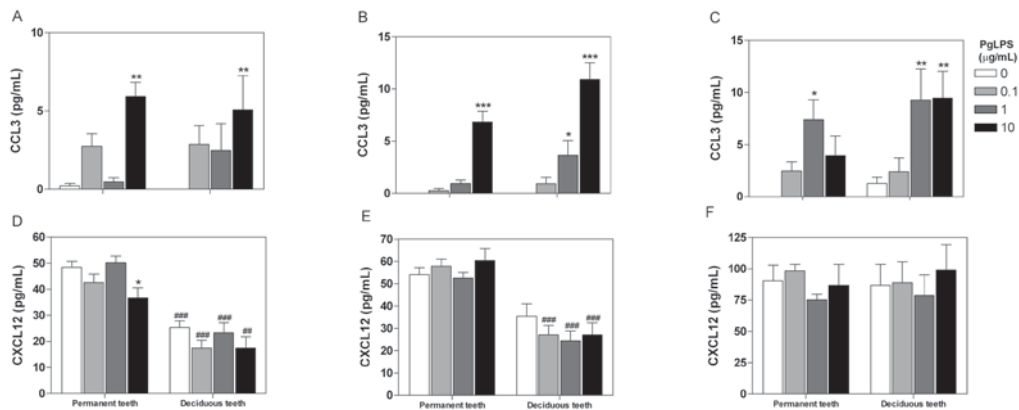 A
CCL3 (pg/mL)
10
5
0
**
**
B
CCL3 (pg/mL)
15
10
5
0
***
*
***
C
CCL3 (pg/mL)
15
10
5
0
*
**
**
PgLPS
(µg/mL)
0
0.1
1
10
D
CXCL12 (pg/mL)
60
50
40
30
20
10
0
*
###
###
###
##
Permanent teeth
Deciduous teeth
E
CXCL12 (pg/mL)
70
60
50
40
30
20
10
0
###
###
###
Permanent teeth
Deciduous teeth
F
CXCL12 (pg/mL)
125
100
75
50
25
0
Permanent teeth
Deciduous teeth